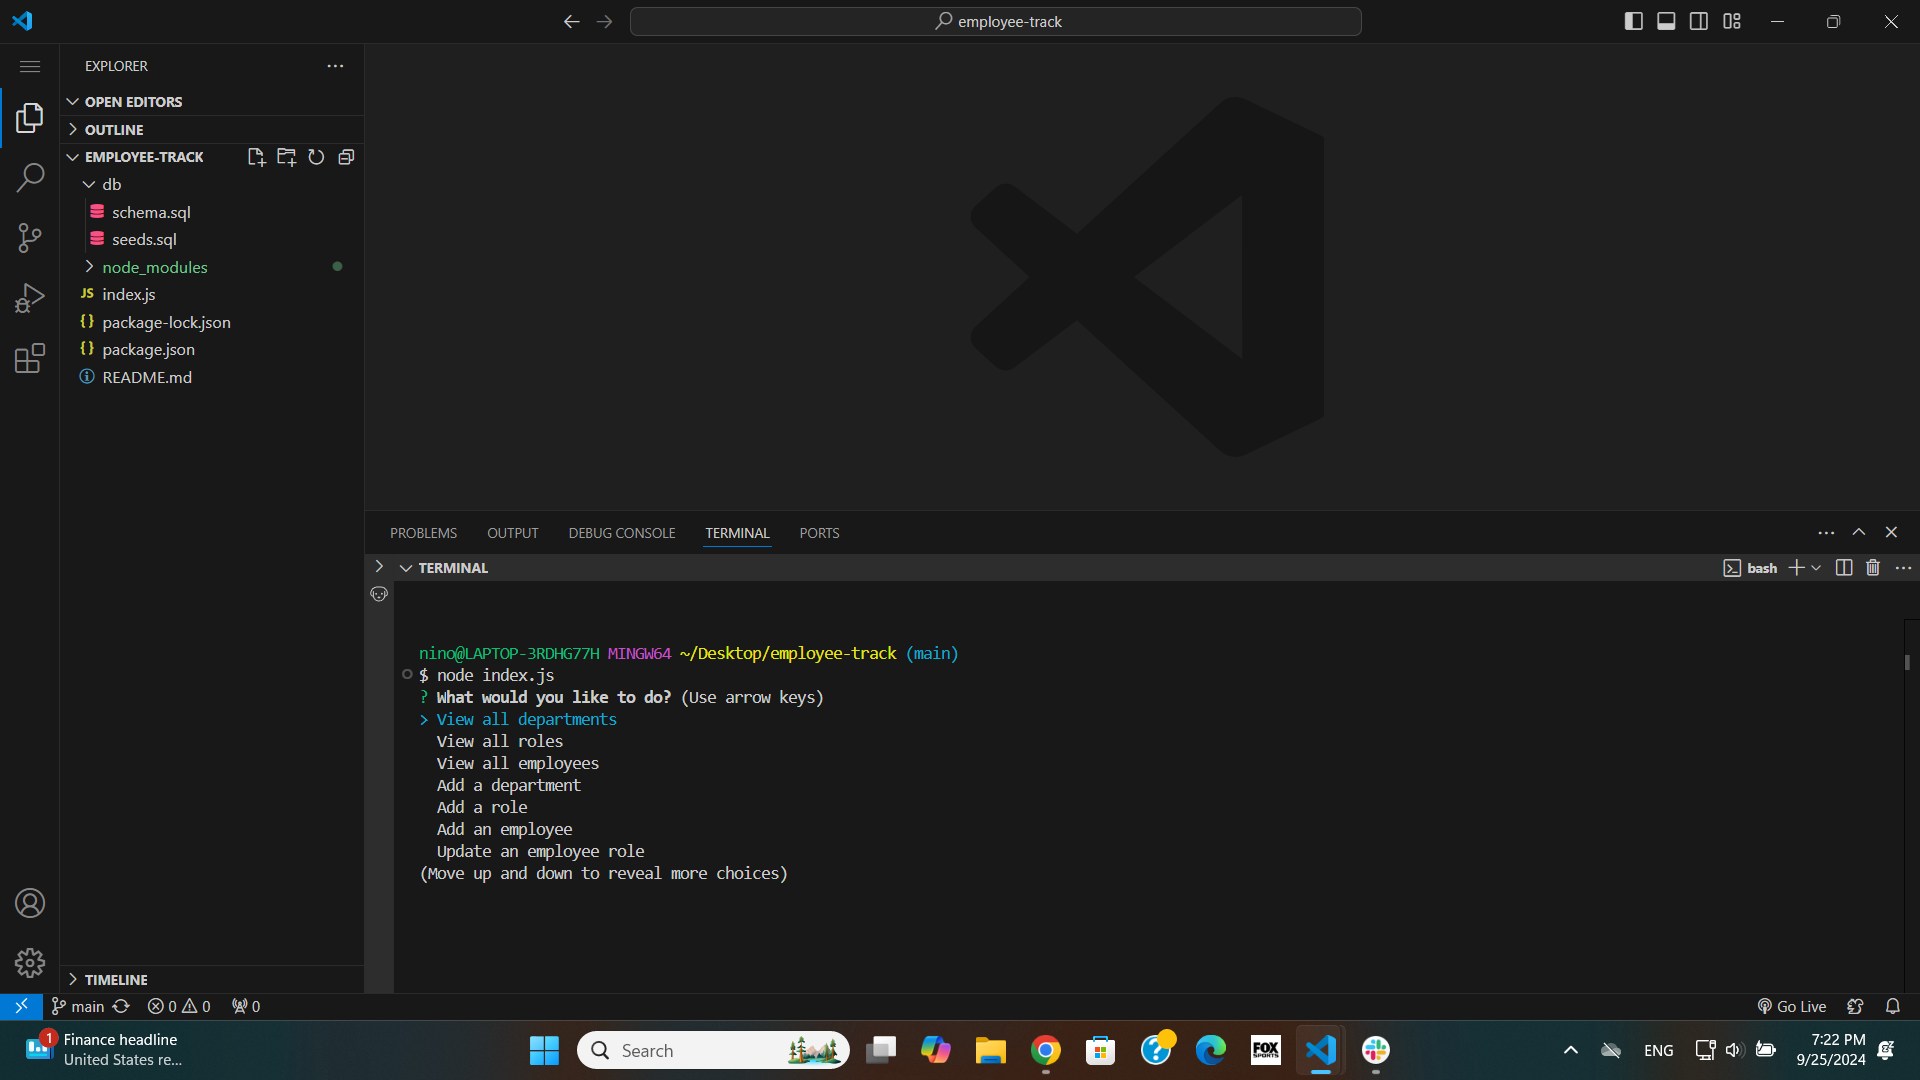 employee-track
EXPLORER
OPEN EDITORS
OUTLINE
EMPLOYEE-TRACK
db
schema.sql
seeds.sql
node_modules
JS index.js
{} package-lock.json
{} package.json
README.md
TIMELINE
PROBLEMS OUTPUT DEBUG CONSOLE TERMINAL PORTS
TERMINAL
bash
nino@LAPTOP-3RDHG77H MINGW64 ~/Desktop/employee-track (main)
$ node index.js
? What would you like to do? (Use arrow keys)
> View all departments
View all roles
View all employees
Add a department
Add a role
Add an employee
Update an employee role
(Move up and down to reveal more choices)
main 0 0 0
Go Live
1
Finance headline
United States re...
Search
FOX SPORTS
ENG
7:22 PM
9/25/2024